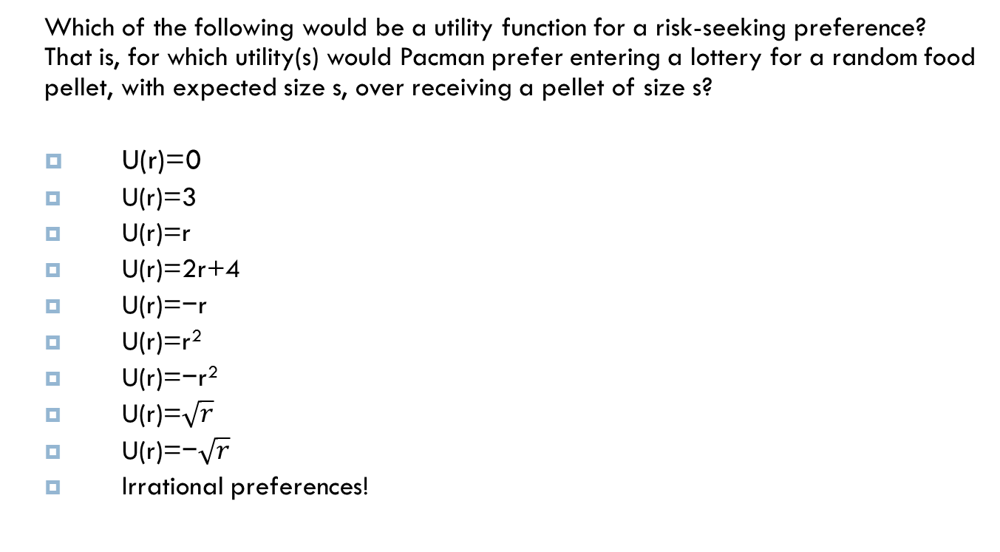 Which of the following would be a utility function for a risk-seeking preference?
That is, for which utility(s) would Pacman prefer entering a lottery for a random food
pellet, with expected size s, over receiving a pellet of size s?
U(r)=0
U(r)=3
U(r)=r
U(r)=2r+4
U(r)=−r
U(r)=r²
U(r)=−r²
U(r)=√r
U(r)=−√r
Irrational preferences!